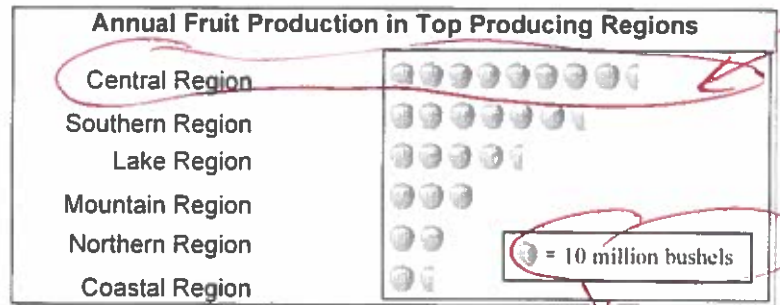 Annual Fruit Production in Top Producing Regions
Central Region
Southern Region
Lake Region
Mountain Region
Northern Region
= 10 million bushels
Coastal Region